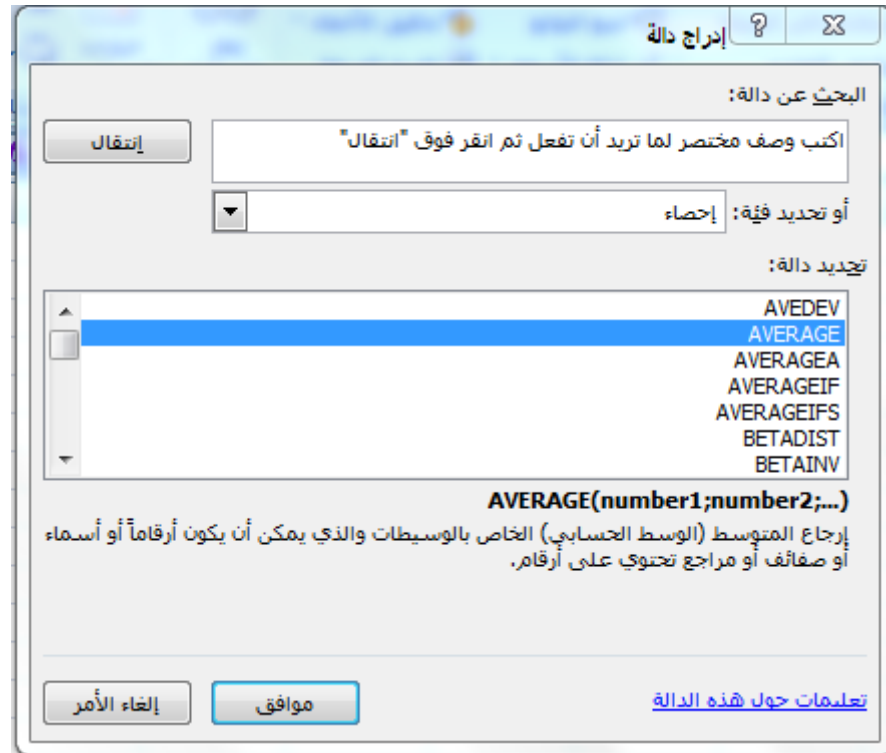 إدراج دالة
البحث عن دالة:
اكتب وصف مختصر لما تريد أن تفعل ثم انقر فوق "انتقال"
إنتقال
أو تحديد فئة:
إحصاء
تحديد دالة:
AVEDEV
AVERAGE
AVERAGEA
AVERAGEIF
AVERAGEIFS
BETADIST
BETAINV
AVERAGE(number1;number2;...)
إرجاع المتوسط (الوسط الحسابي) الخاص بالوسيطات والذي يمكن أن يكون أرقاماً أو أسماء
أو صفائف أو مراجع تحتوي على أرقام.
تعليمات حول هذه الدالة
موافق
إلغاء الأمر